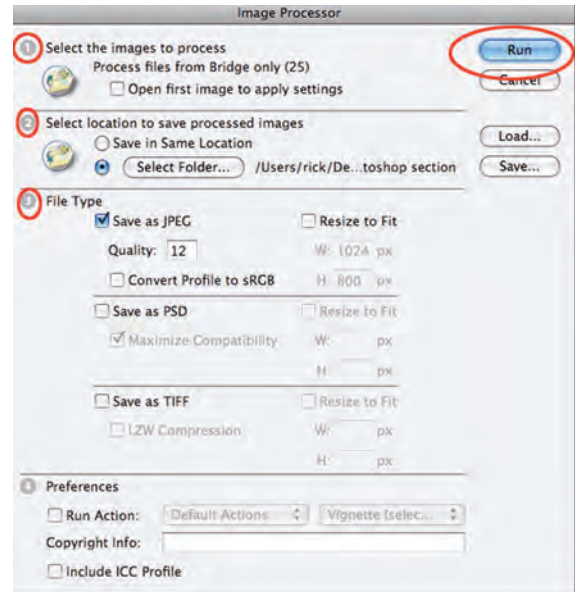 Image Processor
1 Select the images to process
Run
Process files from Bridge only (25)
Open first image to apply settings
Cancel
2 Select location to save processed images
Save in Same Location
Load...
Select Folder... /Users/rick/De...toshop section
Save...
3 File Type
Save as JPEG Resize to Fit
Quality: 12 W: 1024 px
Convert Profile to sRGB H: 800 px
Save as PSD Resize to Fit
Maximize Compatibility W: px
H: px
Save as TIFF Resize to Fit
LZW Compression W: px
H: px
4 Preferences
Run Action: Default Actions Vignette (selec...
Copyright Info:
Include ICC Profile